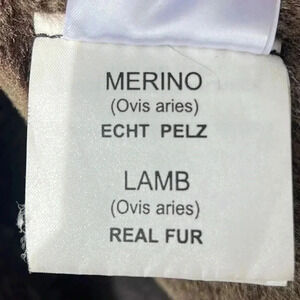 MERINO
(Ovis aries)
ECHT PELZ
LAMB
(Ovis aries)
REAL FUR